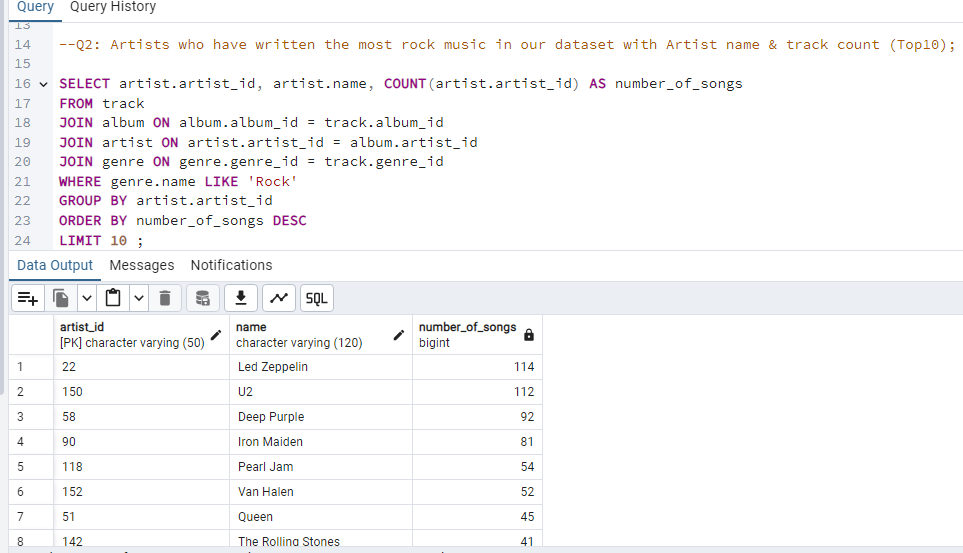 Query Query History
13
14 --Q2: Artists who have written the most rock music in our dataset with Artist name & track count (Top10);
15
16 SELECT artist.artist_id, artist.name, COUNT(artist.artist_id) AS number_of_songs
17 FROM track
18 JOIN album ON album.album_id = track.album_id
19 JOIN artist ON artist.artist_id = album.artist_id
20 JOIN genre ON genre.genre_id = track.genre_id
21 WHERE genre.name LIKE 'Rock'
22 GROUP BY artist.artist_id
23 ORDER BY number_of_songs DESC
24 LIMIT 10 ;
Data Output Messages Notifications
SQL
artist_id name number_of_songs
[PK] character varying (50) character varying (120) bigint
1 22 Led Zeppelin 114
2 150 U2 112
3 58 Deep Purple 92
4 90 Iron Maiden 81
5 118 Pearl Jam 54
6 152 Van Halen 52
7 51 Queen 45
8 142 The Rolling Stones 41